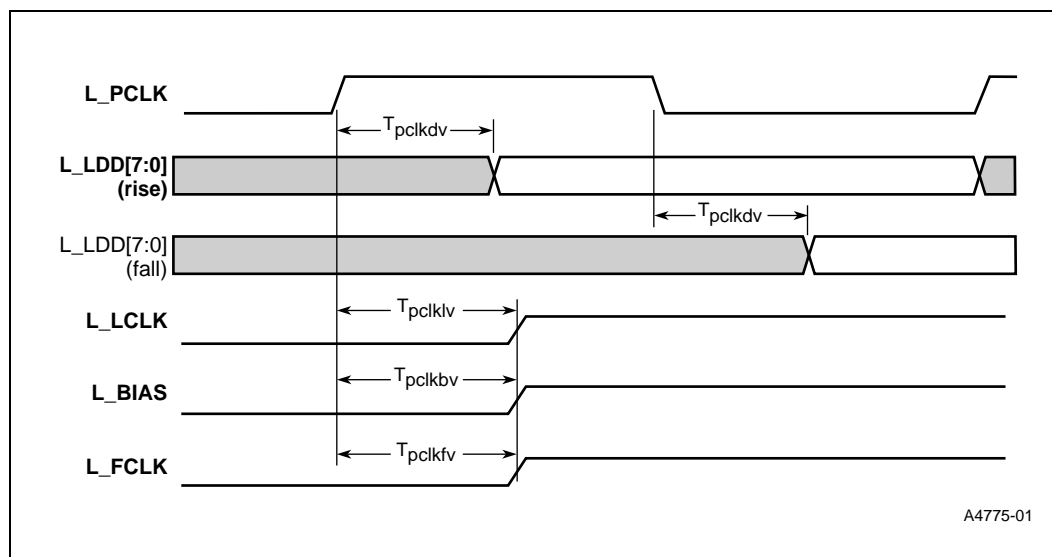 L_PCLK
Tpclkdv
L_LDD[7:0]
(rise)
Tpclkdv
L_LDD[7:0]
(fall)
Tpclklv
L_LCLK
Tpclkbv
L_BIAS
Tpclkfv
L_FCLK
A4775-01